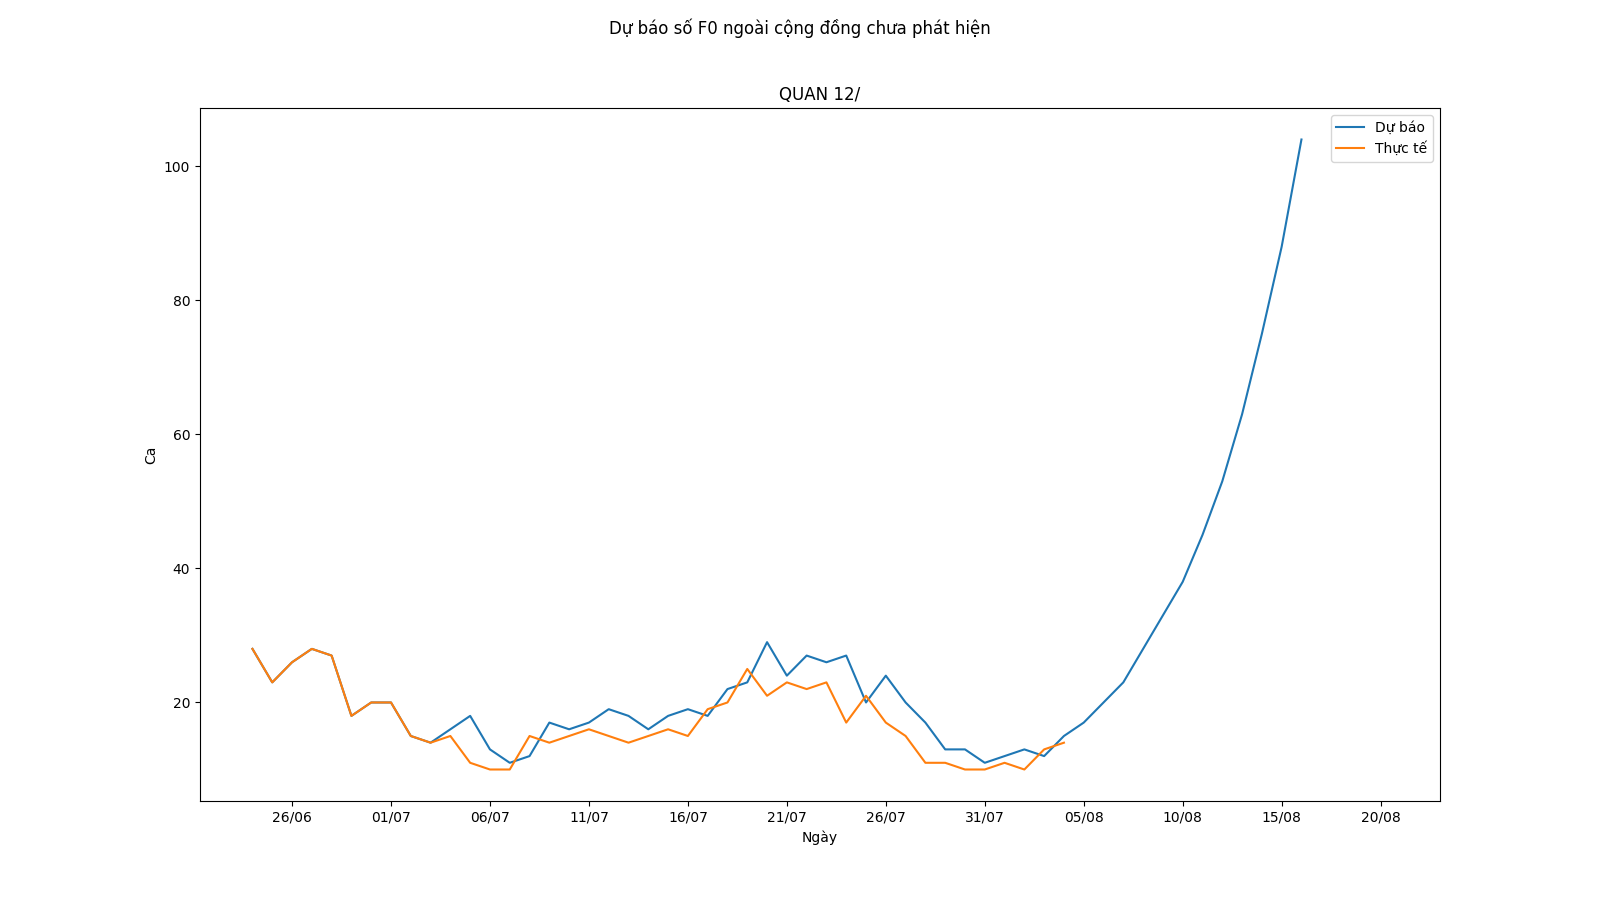 Dự báo số F0 ngoài cộng đồng chưa phát hiện
QUAN 12/
Dự báo
Thực tế
100
80
60
40
20
Ca
26/06 01/07 06/07 11/07 16/07 21/07 26/07 31/07 05/08 10/08 15/08 20/08
Ngày